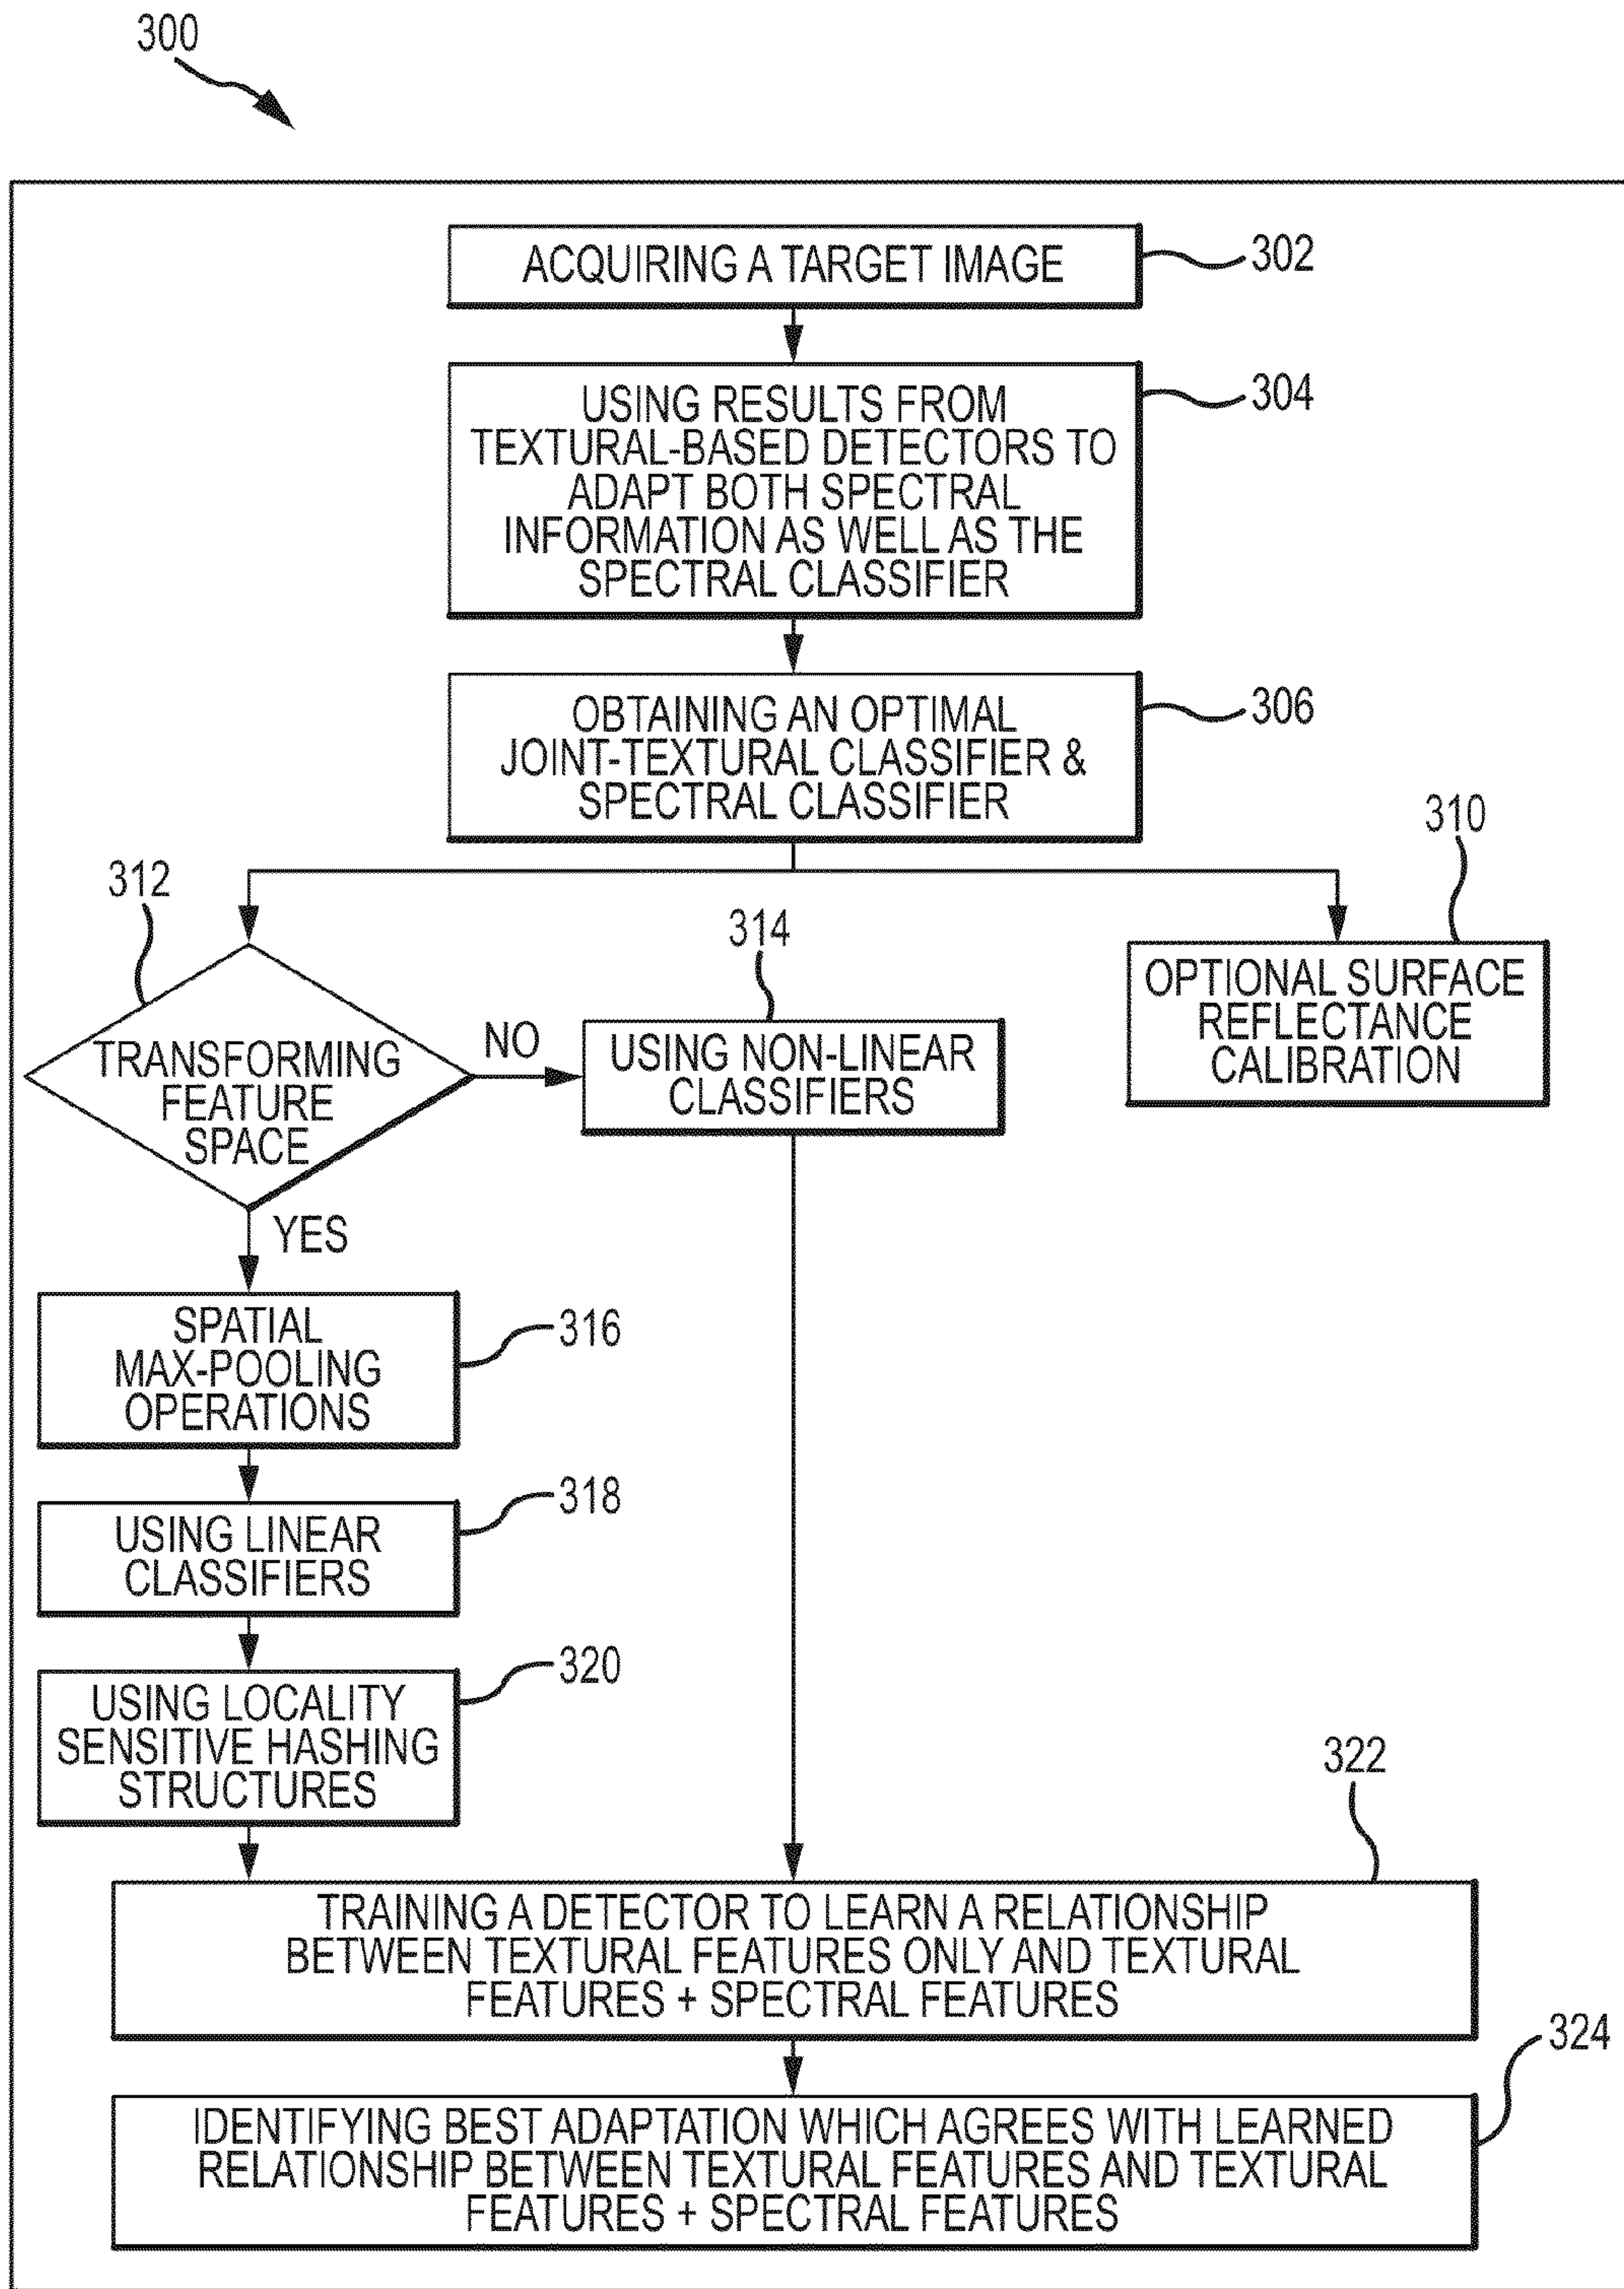 300
ACQUIRING A TARGET IMAGE
302
USING RESULTS FROM
TEXTURAL-BASED DETECTORS TO
ADAPT BOTH SPECTRAL
INFORMATION AS WELL AS THE
SPECTRAL CLASSIFIER
304
OBTAINING AN OPTIMAL
JOINT-TEXTURAL CLASSIFIER &
SPECTRAL CLASSIFIER
306
310
OPTIONAL SURFACE
REFLECTANCE
CALIBRATION
312
TRANSFORMING
FEATURE
SPACE
NO
314
USING NON-LINEAR
CLASSIFIERS
YES
SPATIAL
MAX-POOLING
OPERATIONS
316
USING LINEAR
CLASSIFIERS
318
USING LOCALITY
SENSITIVE HASHING
STRUCTURES
320
322
TRAINING A DETECTOR TO LEARN A RELATIONSHIP
BETWEEN TEXTURAL FEATURES ONLY AND TEXTURAL
FEATURES + SPECTRAL FEATURES
324
IDENTIFYING BEST ADAPTATION WHICH AGREES WITH LEARNED
RELATIONSHIP BETWEEN TEXTURAL FEATURES AND TEXTURAL
FEATURES + SPECTRAL FEATURES